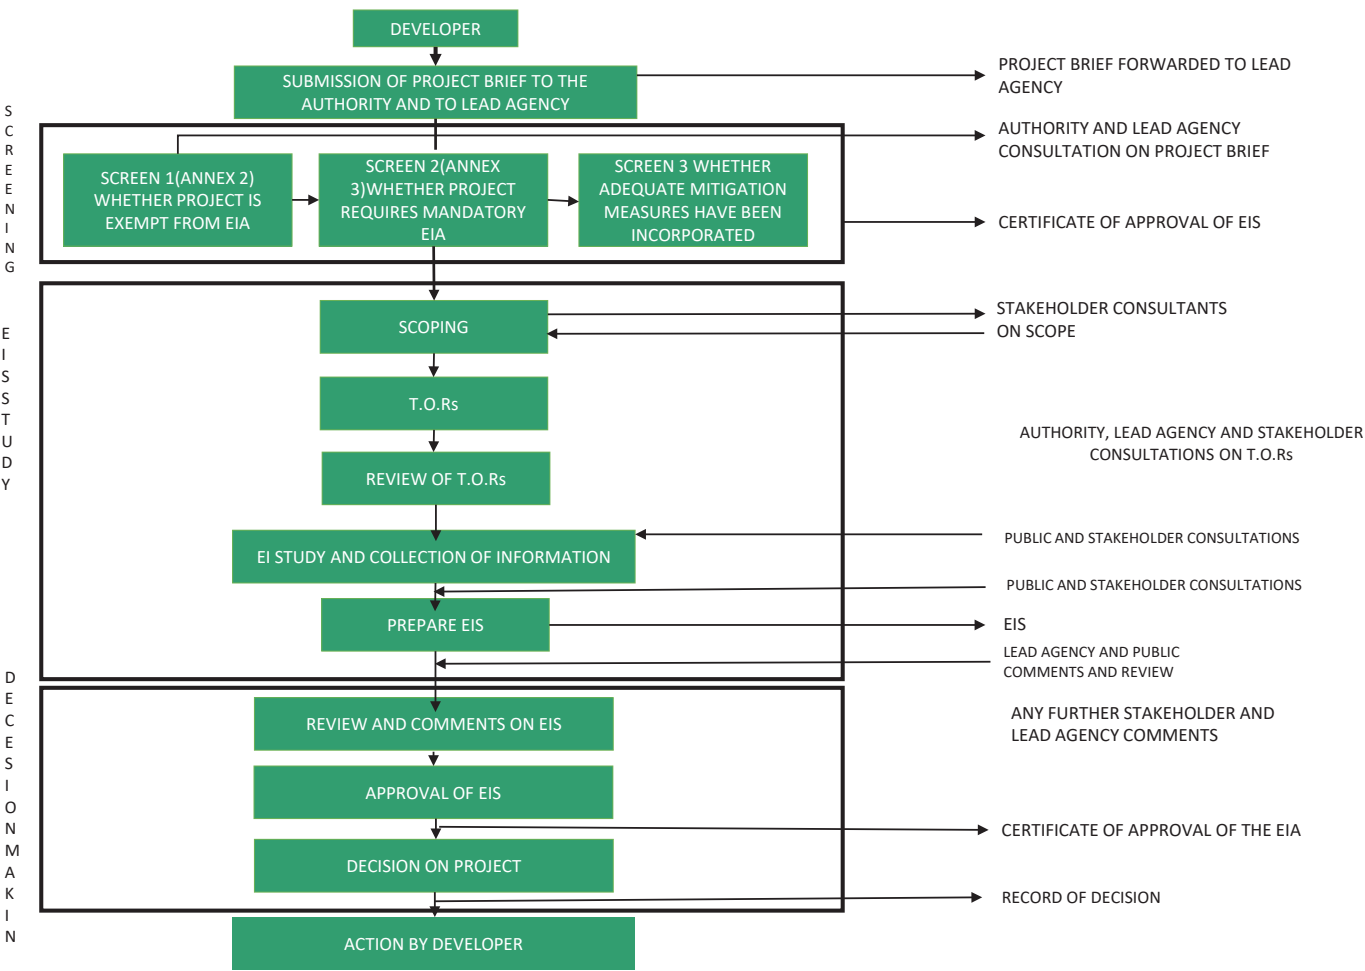 DEVELOPER
SUBMISSION OF PROJECT BRIEF TO THE
AUTHORITY AND TO LEAD AGENCY
PROJECT BRIEF FORWARDED TO LEAD
AGENCY
SCREENING
AUTHORITY AND LEAD AGENCY
CONSULTATION ON PROJECT BRIEF
SCREEN 1(ANNEX 2)
WHETHER PROJECT IS
EXEMPT FROM EIA
SCREEN 2(ANNEX
3)WHETHER PROJECT
REQUIRES MANDATORY
EIA
SCREEN 3 WHETHER
ADEQUATE MITIGATION
MEASURES HAVE BEEN
INCORPORATED
CERTIFICATE OF APPROVAL OF EIS
EISSTUDY
SCOPING
STAKEHOLDER CONSULTANTS
ON SCOPE
T.O.Rs
AUTHORITY, LEAD AGENCY AND STAKEHOLDER
CONSULTATIONS ON T.O.Rs
REVIEW OF T.O.Rs
EI STUDY AND COLLECTION OF INFORMATION
PUBLIC AND STAKEHOLDER CONSULTATIONS
PUBLIC AND STAKEHOLDER CONSULTATIONS
PREPARE EIS
EIS
LEAD AGENCY AND PUBLIC
COMMENTS AND REVIEW
DECESIONMAKIN
REVIEW AND COMMENTS ON EIS
ANY FURTHER STAKEHOLDER AND
LEAD AGENCY COMMENTS
APPROVAL OF EIS
CERTIFICATE OF APPROVAL OF THE EIA
DECISION ON PROJECT
RECORD OF DECISION
ACTION BY DEVELOPER